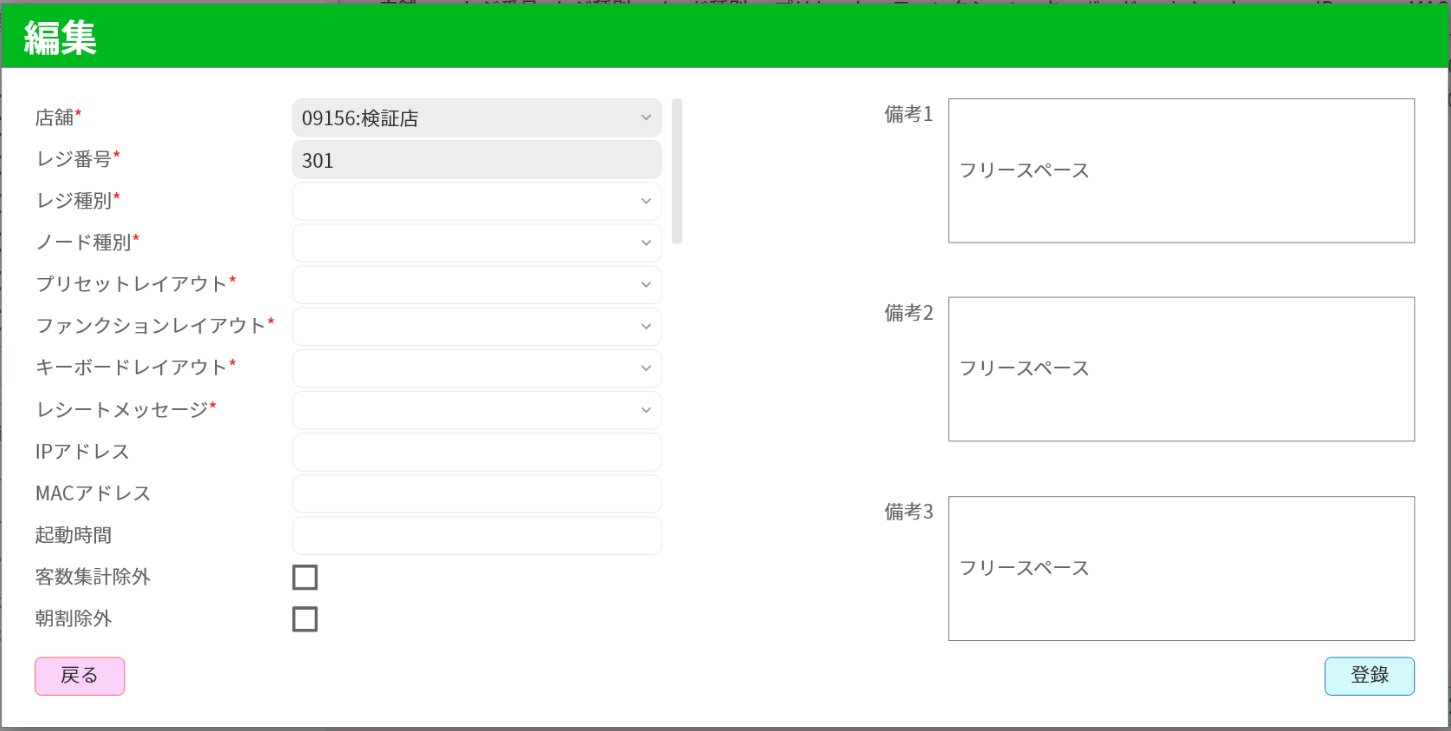 編集
店舗*
09156:検証店
レジ番号*
301
レジ種別*
ノード種別*
プリセットレイアウト*
ファンクションレイアウト*
キーボードレイアウト*
レシートメッセージ*
IPアドレス
MACアドレス
起動時間
客数集計除外
朝割除外
備考1
フリースペース
備考2
フリースペース
備考3
フリースペース
戻る
登録